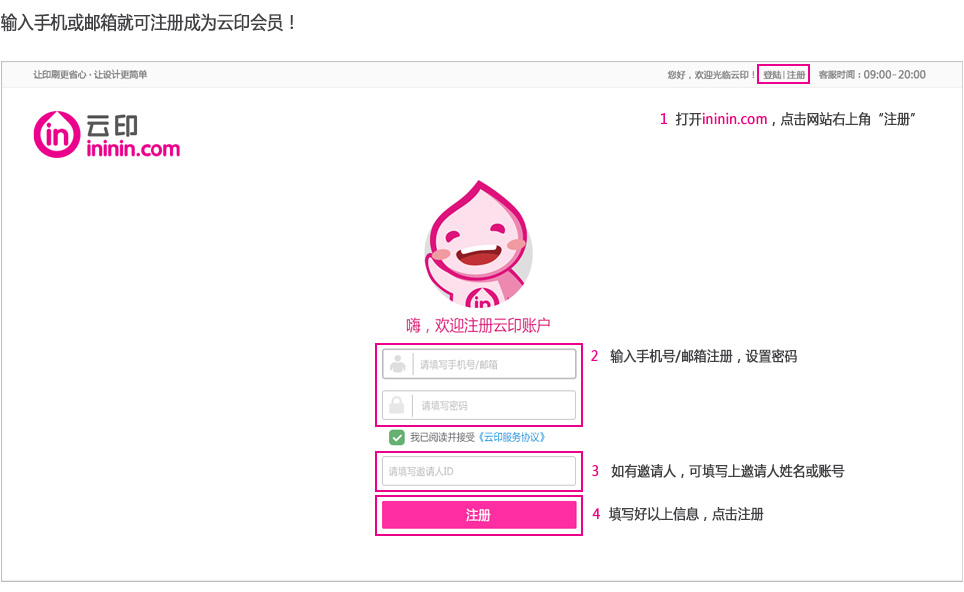 输入手机或邮箱就可注册成为云印会员！
让印刷更省心·让设计更简单
您好，欢迎光临云印！ 登陆|注册 客服时间：09:00-20:00
in 云印
ininin.com
1 打开ininin.com，点击网站右上角“注册”
in
嗨，欢迎注册云印账户
请填写手机号/邮箱
2 输入手机号/邮箱注册，设置密码
请填写密码
我已阅读并接受《云印服务协议》
请填写邀请人ID
3 如有邀请人，可填写上邀请人姓名或账号
注册
4 填写好以上信息，点击注册